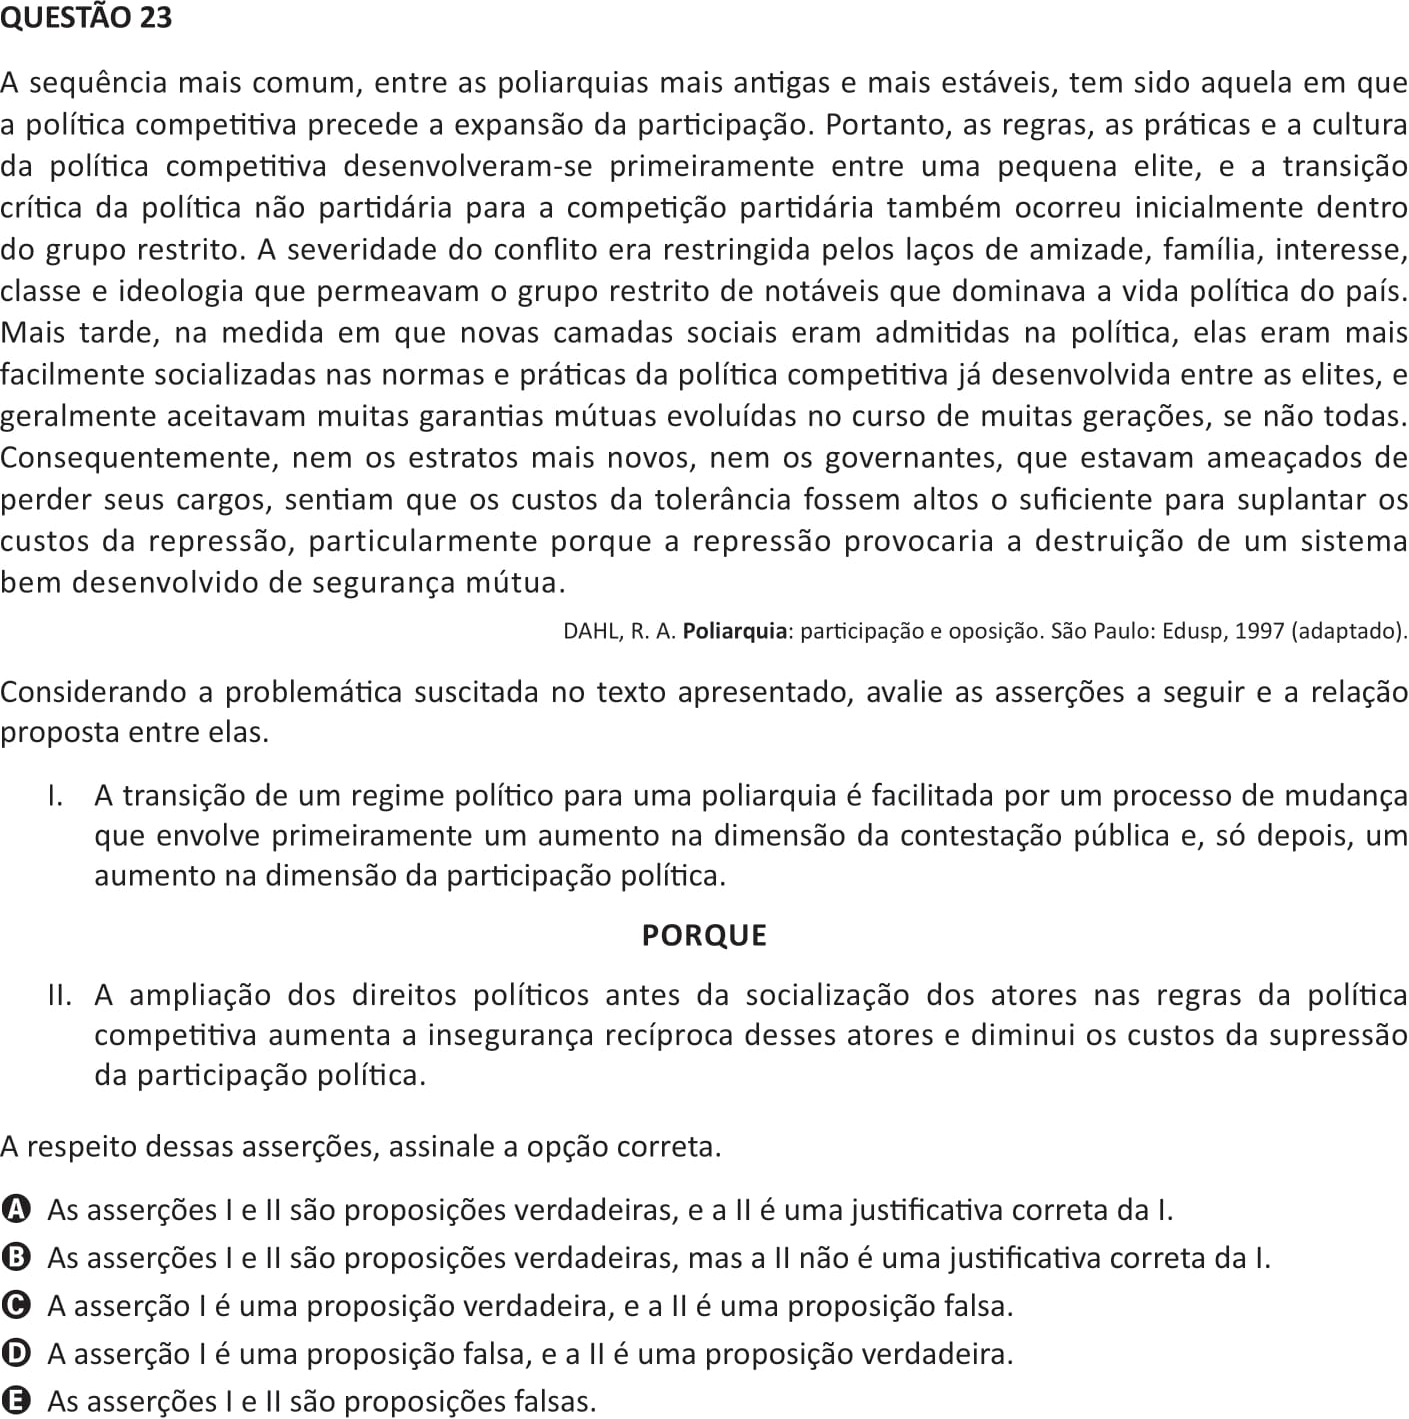 QUESTÃO 23
A sequência mais comum, entre as poliarquias mais antigas e mais estáveis, tem sido aquela em que
a política competitiva precede a expansão da participação. Portanto, as regras, as práticas e a cultura
da política competitiva desenvolveram-se primeiramente entre uma pequena elite, e a transição
crítica da política não partidária para a competição partidária também ocorreu inicialmente dentro
do grupo restrito. A severidade do conflito era restringida pelos laços de amizade, família, interesse,
classe e ideologia que permeavam o grupo restrito de notáveis que dominava a vida política do país.
Mais tarde, na medida em que novas camadas sociais eram admitidas na política, elas eram mais
facilmente socializadas nas normas e práticas da política competitiva já desenvolvida entre as elites, e
geralmente aceitavam muitas garantias mútuas evoluídas no curso de muitas gerações, se não todas.
Consequentemente, nem os estratos mais novos, nem os governantes, que estavam ameaçados de
perder seus cargos, sentiam que os custos da tolerância fossem altos o suficiente para suplantar os
custos da repressão, particularmente porque a repressão provocaria a destruição de um sistema
bem desenvolvido de segurança mútua.
DAHL, R. A. Poliarquia: participação e oposição. São Paulo: Edusp, 1997 (adaptado).
Considerando a problemática suscitada no texto apresentado, avalie as asserções a seguir e a relação
proposta entre elas.
I. A transição de um regime político para uma poliarquia é facilitada por um processo de mudança
que envolve primeiramente um aumento na dimensão da contestação pública e, só depois, um
aumento na dimensão da participação política.
PORQUE
II. A ampliação dos direitos políticos antes da socialização dos atores nas regras da política
competitiva aumenta a insegurança recíproca desses atores e diminui os custos da supressão
da participação política.
A respeito dessas asserções, assinale a opção correta.
A As asserções I e II são proposições verdadeiras, e a II é uma justificativa correta da I.
B As asserções I e II são proposições verdadeiras, mas a II não é uma justificativa correta da I.
C A asserção I é uma proposição verdadeira, e a II é uma proposição falsa.
D A asserção I é uma proposição falsa, e a II é uma proposição verdadeira.
E As asserções I e II são proposições falsas.